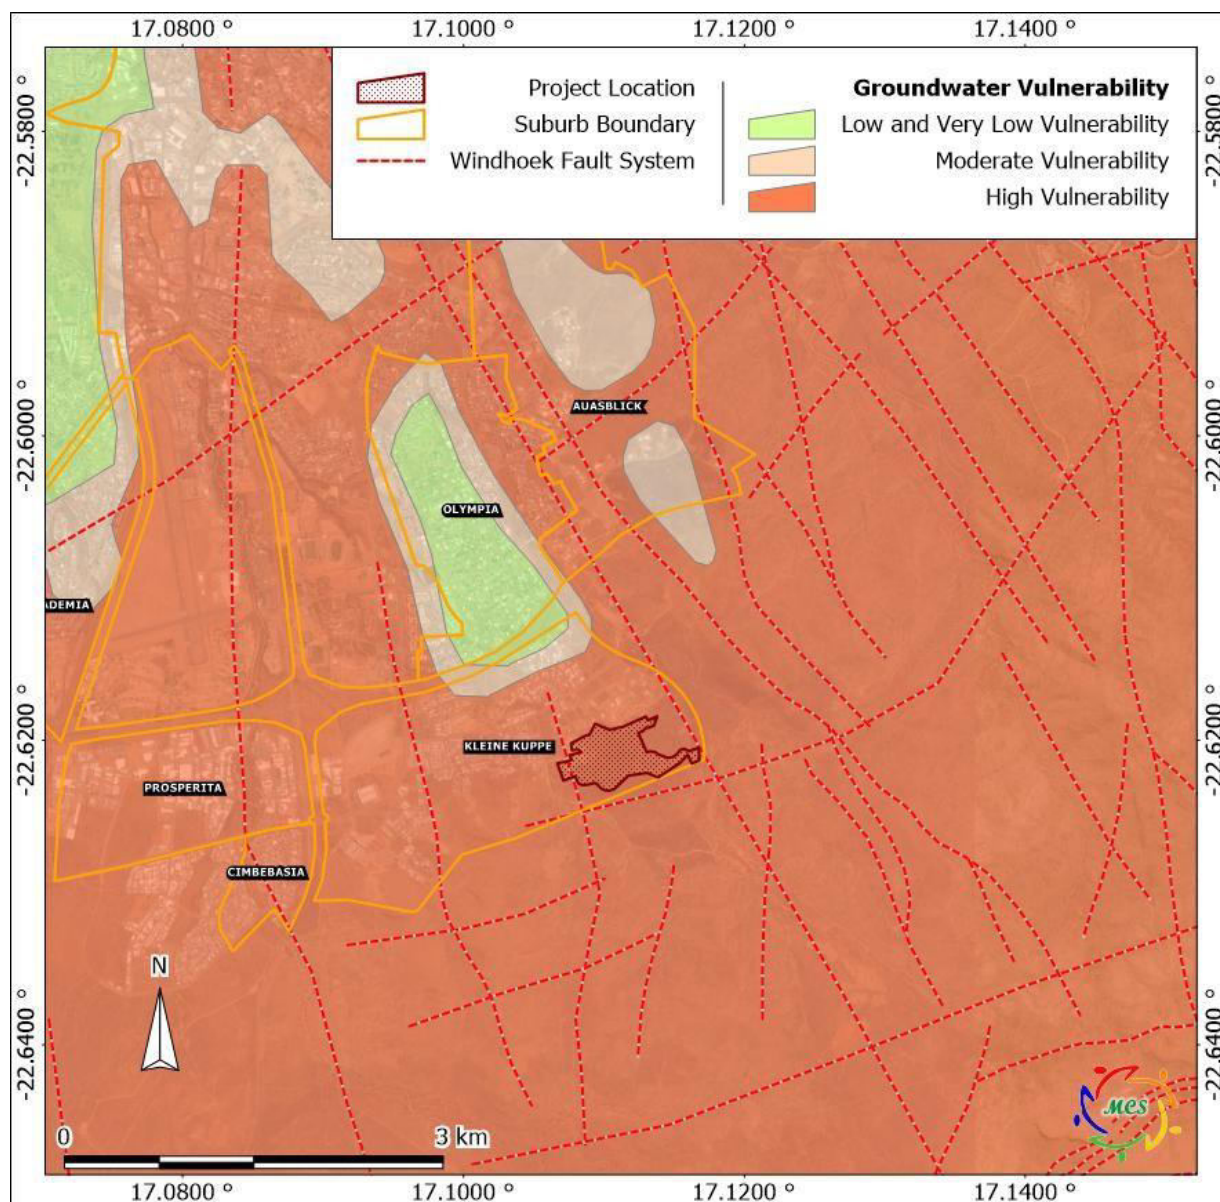 17.0800 ° 17.1000 ° 17.1200 ° 17.1400 °
-22.5800 °
-22.6000 °
-22.6200 °
-22.6400 °
Project Location
Suburb Boundary
Windhoek Fault System
Groundwater Vulnerability
Low and Very Low Vulnerability
Moderate Vulnerability
High Vulnerability
-22.5800 °
-22.6000 °
-22.6200 °
-22.6400 °
AUASBLICK
OLYMPIA
ADEMIA
KLEINE KUPPE
PROSPERITA
CIMBEBASIA
N
0 3 km
MCS
17.0800 ° 17.1000 ° 17.1200 ° 17.1400 °